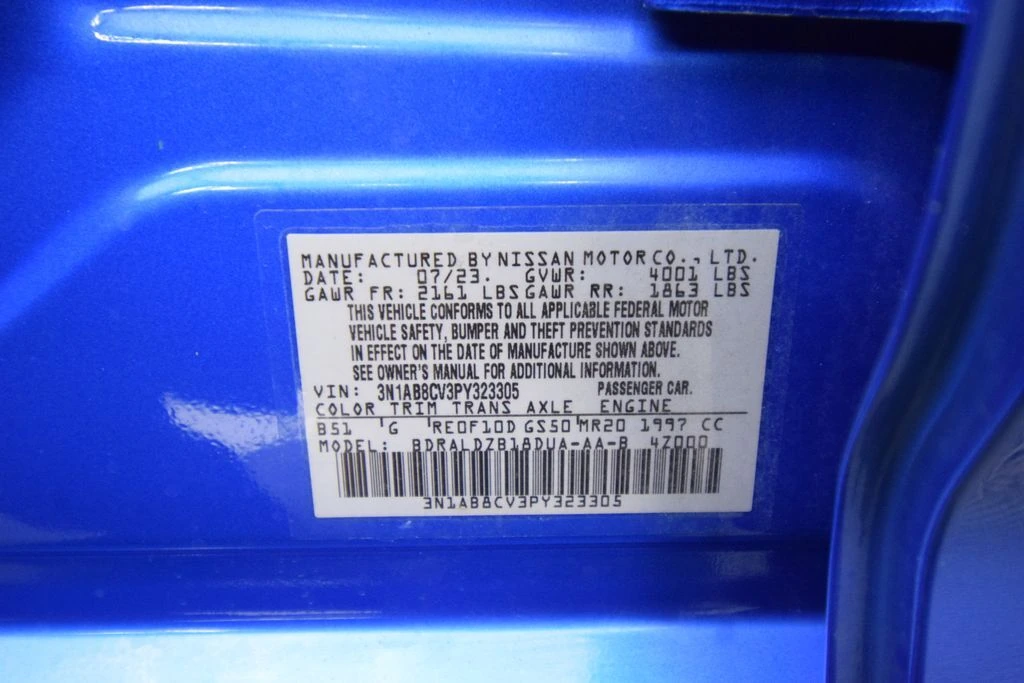 MANUFACTURED BY NISSAN MOTOR CO., LTD.
DATE: 07/23. GVWR: 4001 LBS
GAWR FR: 2161 LBS GAWR RR: 1863 LBS
THIS VEHICLE CONFORMS TO ALL APPLICABLE FEDERAL MOTOR
VEHICLE SAFETY, BUMPER AND THEFT PREVENTION STANDARDS
IN EFFECT ON THE DATE OF MANUFACTURE SHOWN ABOVE.
SEE OWNER'S MANUAL FOR ADDITIONAL INFORMATION.
VIN: 3N1AB8CV3PY323305 PASSENGER CAR.
COLOR TRIM TRANS AXLE ENGINE
B51 'G 'RE0F10D GS50'MR20 1997 CC
MODEL: BDRALDZB18DUA-AA-B 4Z000
3N1AB8CV3PY323305